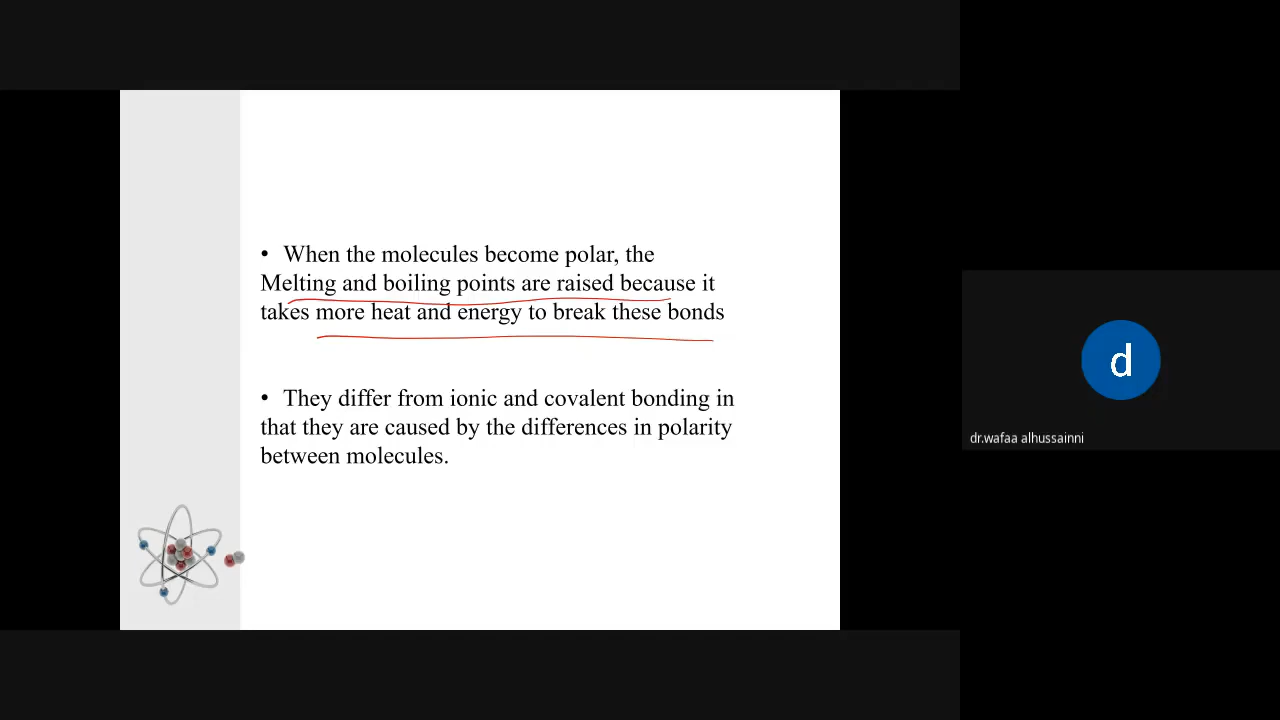 • When the molecules become polar, the
Melting and boiling points are raised because it
takes more heat and energy to break these bonds
• They differ from ionic and covalent bonding in
that they are caused by the differences in polarity
between molecules.
d
dr.wafaa alhussainni